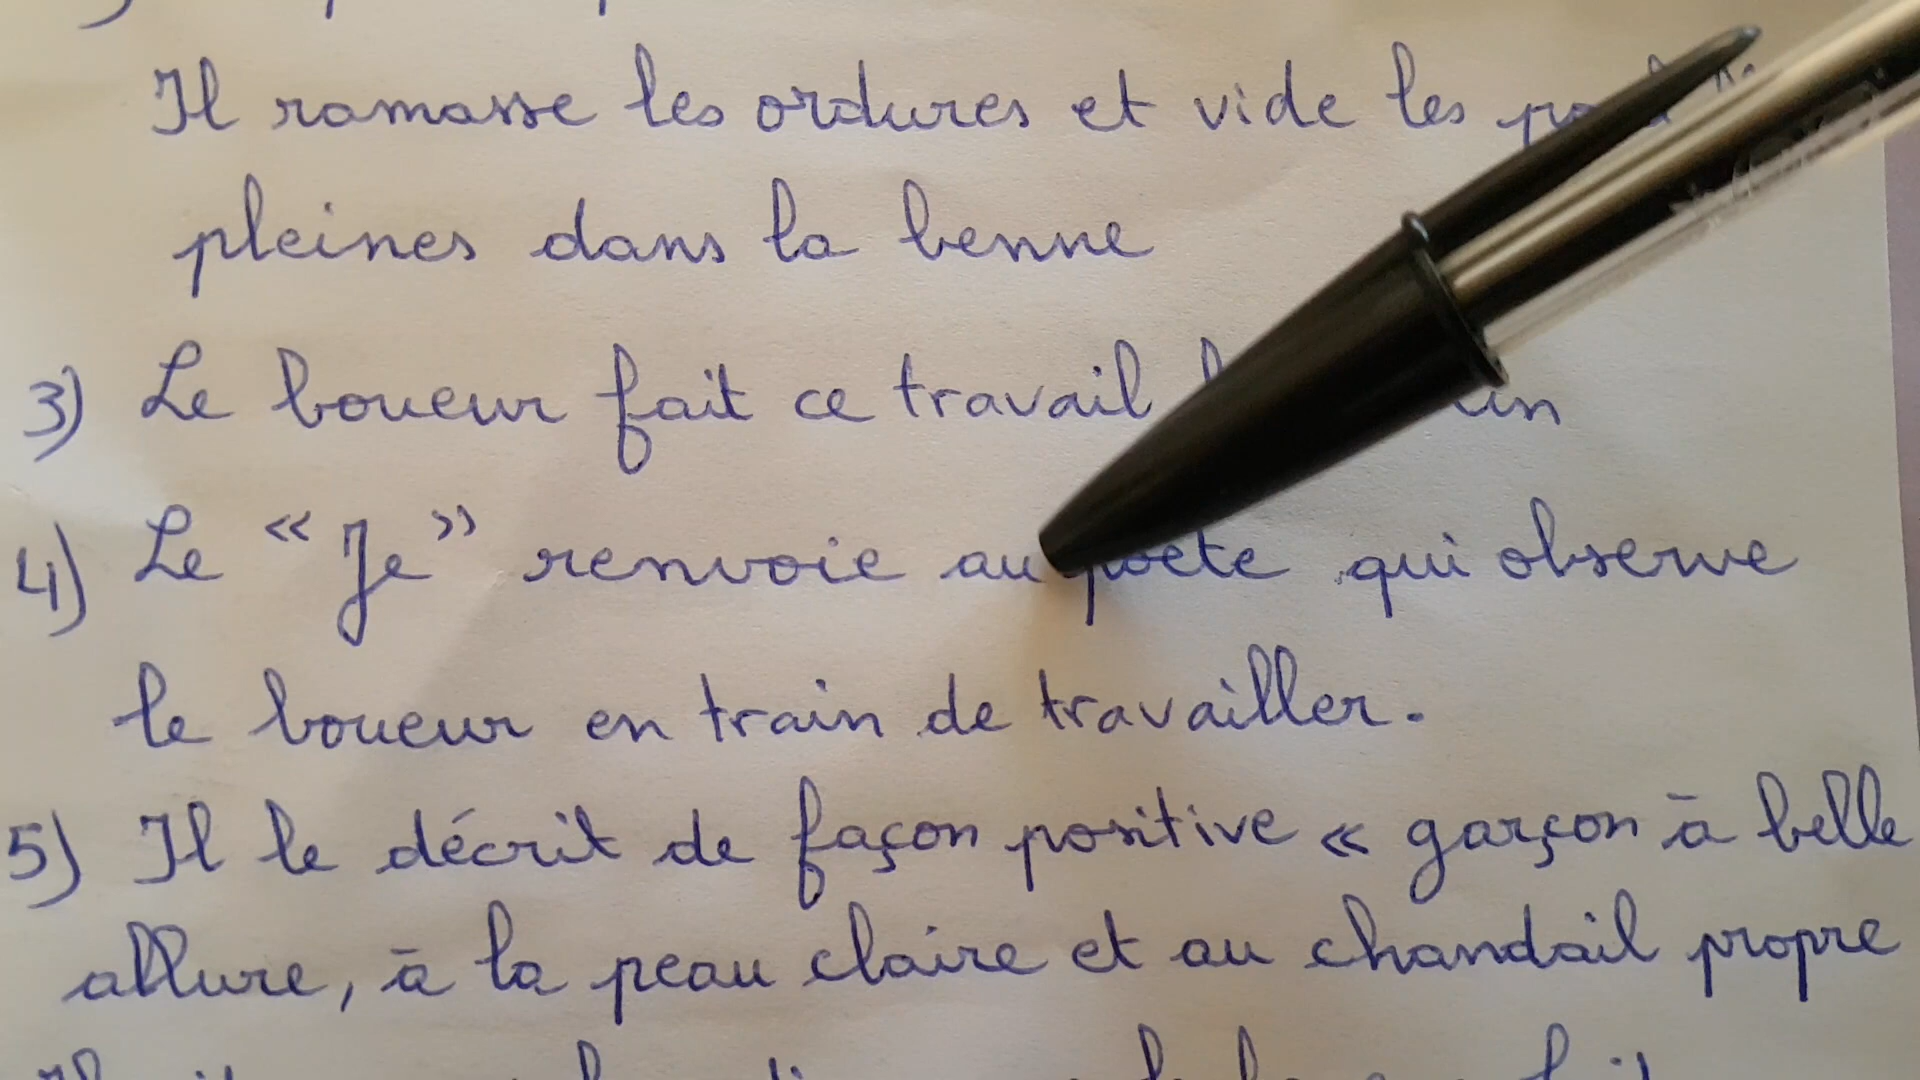 Il ramasse les ordures et vide les
pleines dans la benne
3) Le boueur fait ce travail
4) Le « Je » renvoie au poète qui observe
le boueur en train de travailler.
5) Il le décrit de façon positive « garçon à belle
allure, à la peau claire et au chandail propre